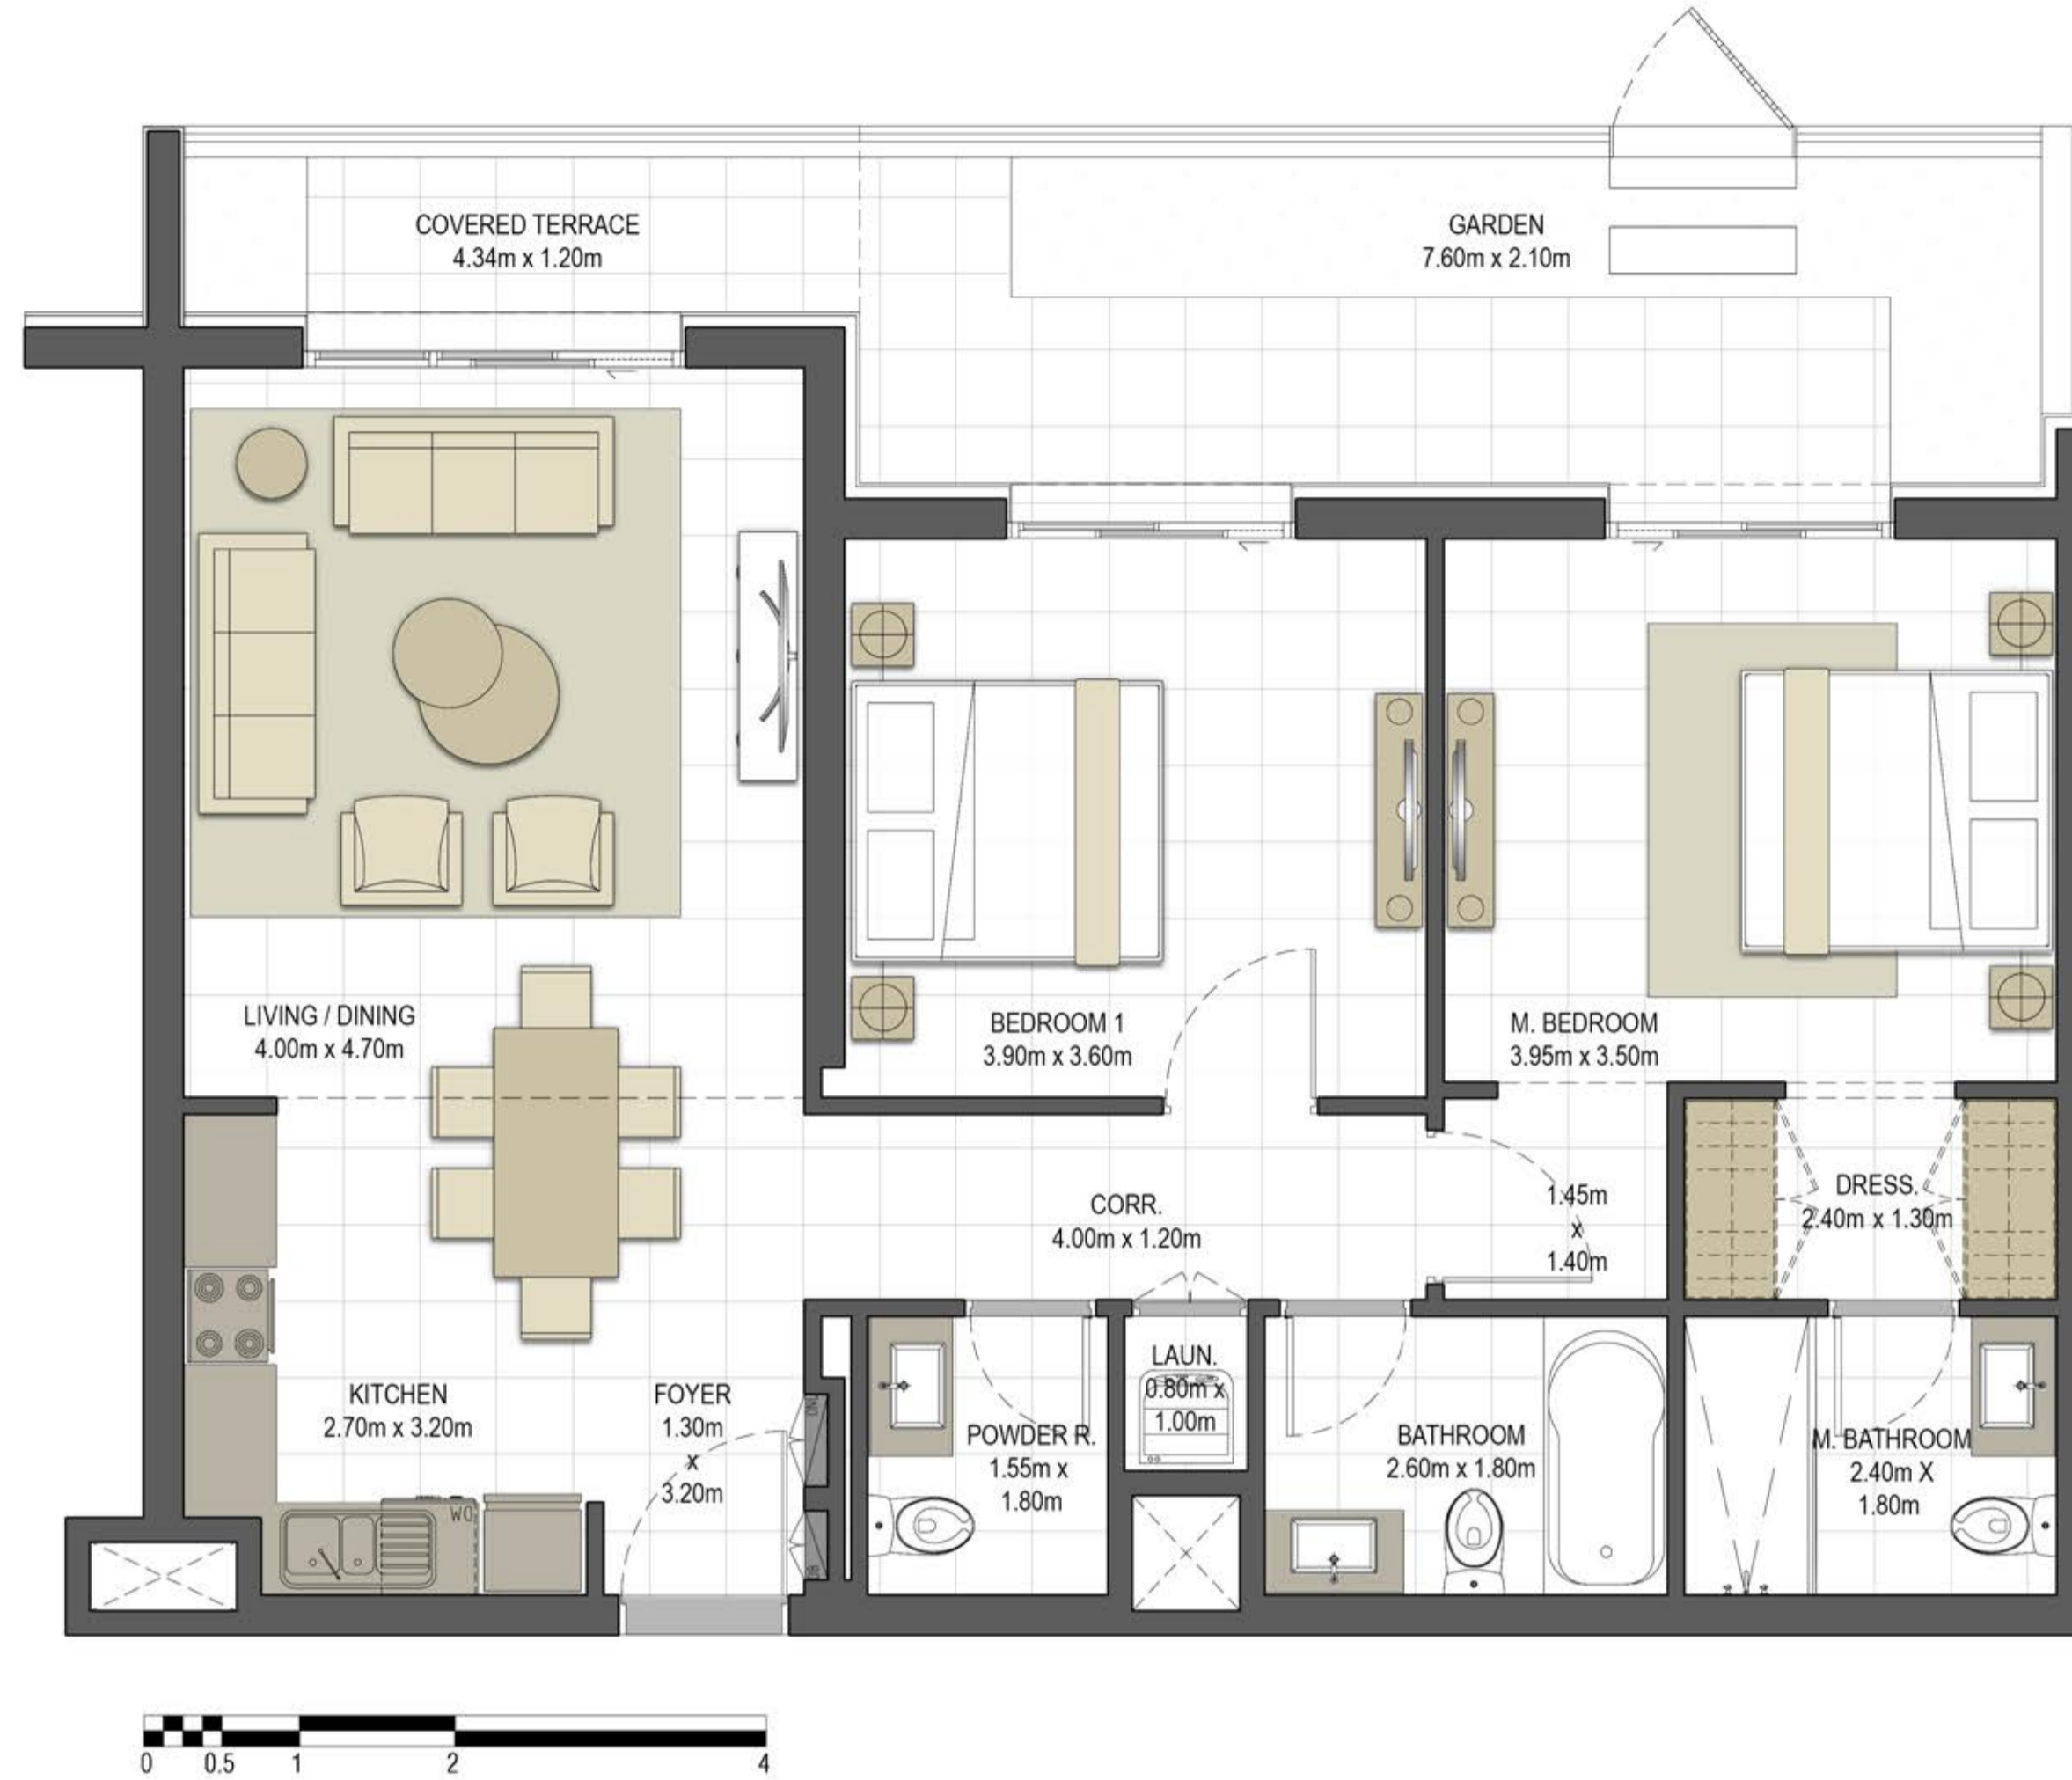 COVERED TERRACE
4.34m x 1.20m
GARDEN
7.60m x 2.10m
LIVING / DINING
4.00m x 4.70m
BEDROOM 1
3.90m x 3.60m
M. BEDROOM
3.95m x 3.50m
CORR.
4.00m x 1.20m
1.45m
x
1.40m
DRESS.
2.40m x 1.30m
KITCHEN
2.70m x 3.20m
FOYER
1.30m
x
3.20m
POWDER R.
1.55m x
1.80m
LAUN.
0.80m x
1.00m
BATHROOM
2.60m x 1.80m
M. BATHROOM
2.40m X
1.80m
DW
0 0.5 1 2 4